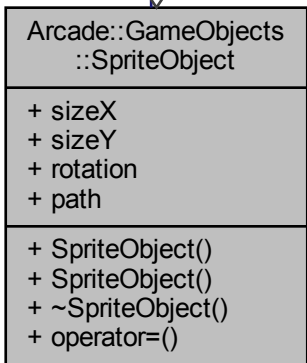 Arcade::GameObjects
::SpriteObject
+ sizeX
+ sizeY
+ rotation
+ path
+ SpriteObject()
+ SpriteObject()
+ ~SpriteObject()
+ operator=()